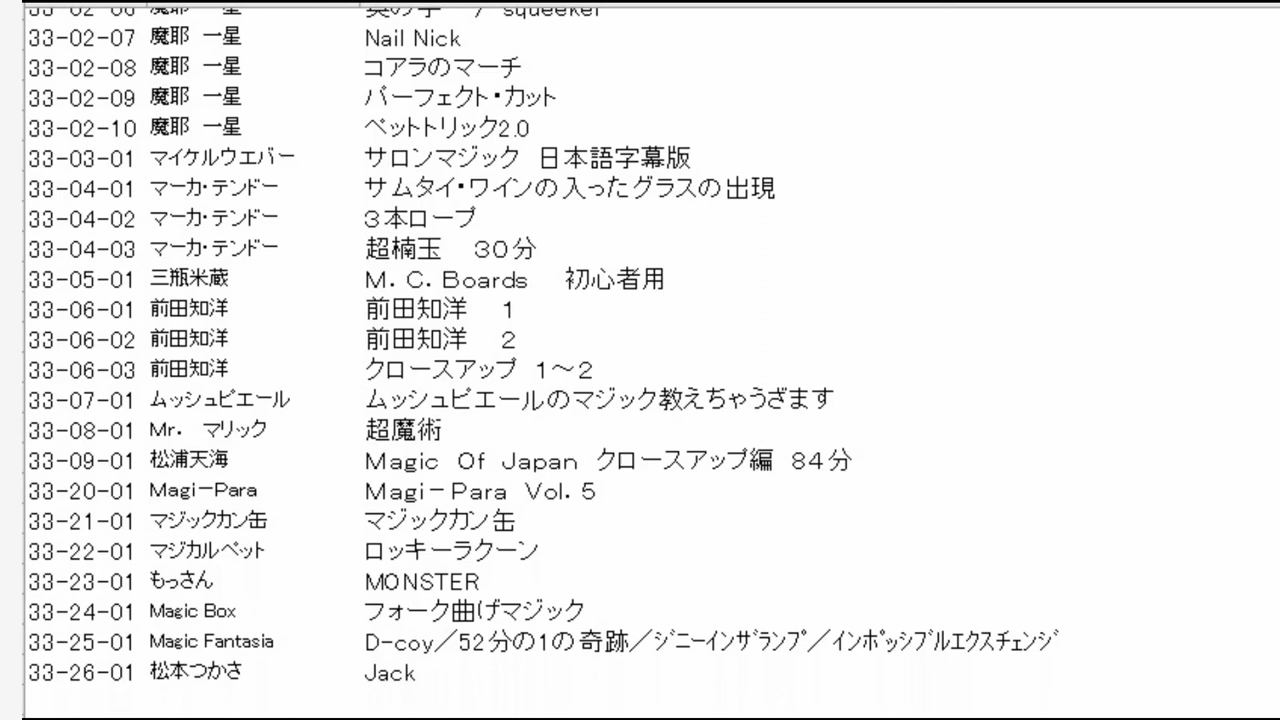 33-02-07 魔耶 一星 Nail Nick
33-02-08 魔耶 一星 コアラのマーチ
33-02-09 魔耶 一星 パーフェクト・カット
33-02-10 魔耶 一星 ペットトリック2.0
33-03-01 マイケルウエバー サロンマジック 日本語字幕版
33-04-01 マーカ・テンドー サムタイ・ワインの入ったグラスの出現
33-04-02 マーカ・テンドー 3本ロープ
33-04-03 マーカ・テンドー 超楠玉 30分
33-05-01 三瓶米蔵 M. C. Boards 初心者用
33-06-01 前田知洋 前田知洋 1
33-06-02 前田知洋 前田知洋 2
33-06-03 前田知洋 クロースアップ 1〜2
33-07-01 ムッシュピエール ムッシュピエールのマジック教えちゃうざます
33-08-01 Mr. マリック 超魔術
33-09-01 松浦天海 Magic Of Japan クロースアップ編 84分
33-20-01 Magi−Para Magi−Para Vol. 5
33-21-01 マジックカン缶 マジックカン缶
33-22-01 マジカルペット ロッキーラクーン
33-23-01 もっさん MONSTER
33-24-01 Magic Box フォーク曲げマジック
33-25-01 Magic Fantasia D-coy／52分の1の奇跡／ｼﾞﾆｰインｻﾞﾗﾝﾌﾟ／ｲﾝﾎﾟｯｼﾌﾞﾙｴｸｽﾁｪﾝｼﾞ
33-26-01 松本つかさ Jack